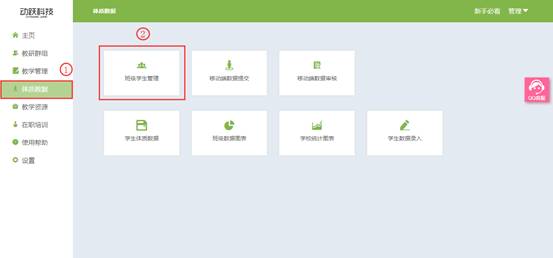 动跃科技
体质数据
新手必看 管理
主页
教研群组
教学管理
①
体质数据
教学资源
在职培训
使用帮助
设置
②
班级学生管理 移动端数据提交 移动端数据审核
学生体质数据 班级数据图表 学校统计图表 学生数据录入
QQ客服